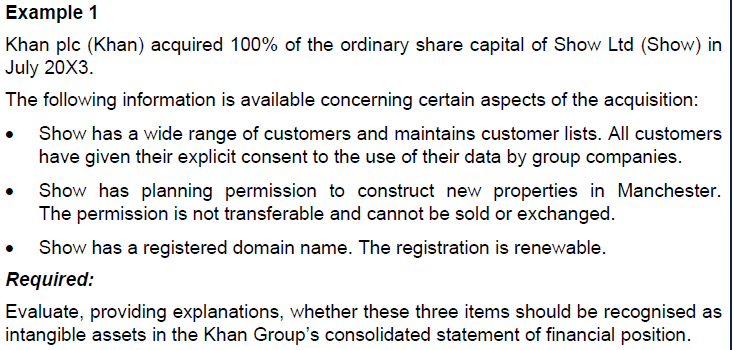 Example 1
Khan plc (Khan) acquired 100% of the ordinary share capital of Show Ltd (Show) in
July 20X3.
The following information is available concerning certain aspects of the acquisition:
• Show has a wide range of customers and maintains customer lists. All customers
have given their explicit consent to the use of their data by group companies.
• Show has planning permission to construct new properties in Manchester.
The permission is not transferable and cannot be sold or exchanged.
• Show has a registered domain name. The registration is renewable.
Required:
Evaluate, providing explanations, whether these three items should be recognised as
intangible assets in the Khan Group's consolidated statement of financial position.